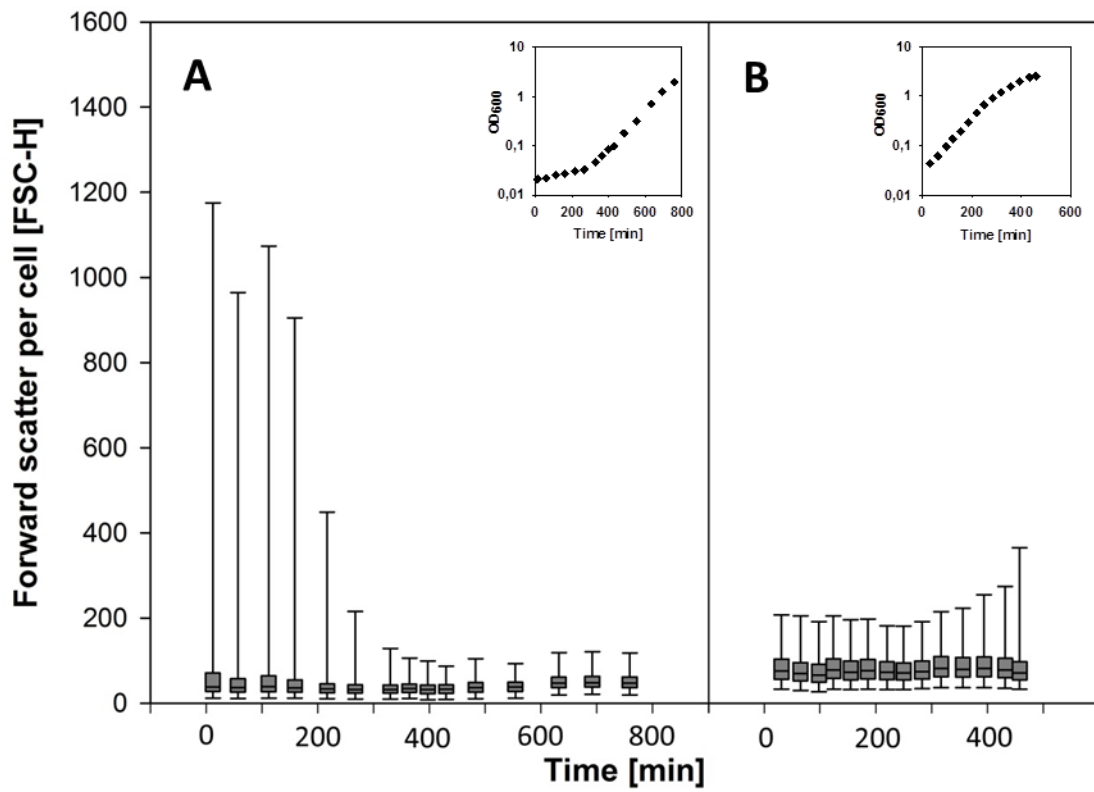 Forward scatter per cell [FSC-H]
1600
1400
1200
1000
800
600
400
200
0
A
OD600
10
1
0,1
0,01
0 200 400 600 800
Time [min]
B
OD600
10
1
0,1
0,01
0 200 400 600
Time [min]
0 200 400 600 800
0 200 400
Time [min]